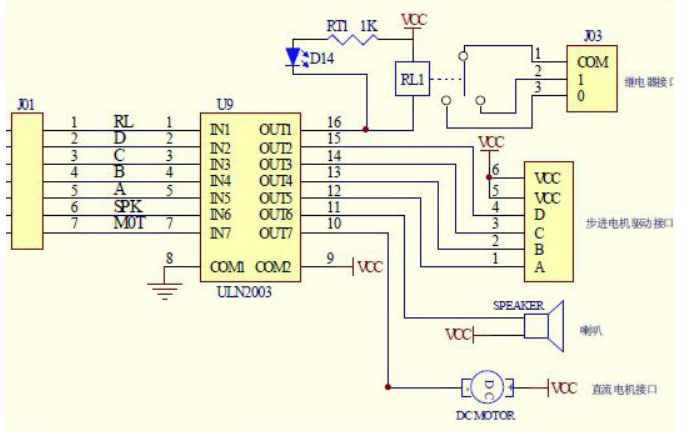 VCC
RT1 1K
D14
RL1
J03
1 COM
2 1
3 0
继电器接口
J01
U9
1 RL 1 IN1 OUT1 16
2 D 2 IN2 OUT2 15
3 C 3 IN3 OUT3 14
4 B 4 IN4 OUT4 13
5 A 5 IN5 OUT5 12
6 SPK 6 IN6 OUT6 11
7 M0T 7 IN7 OUT7 10
8 COM1 COM2 9 VCC
ULN2003
VCC
6 VCC
5 VCC
4 D
3 C
2 B
1 A
步进电机驱动接口
SPEAKER
VCC
喇叭
- DC + VCC
直流电机接口
DC MOTOR